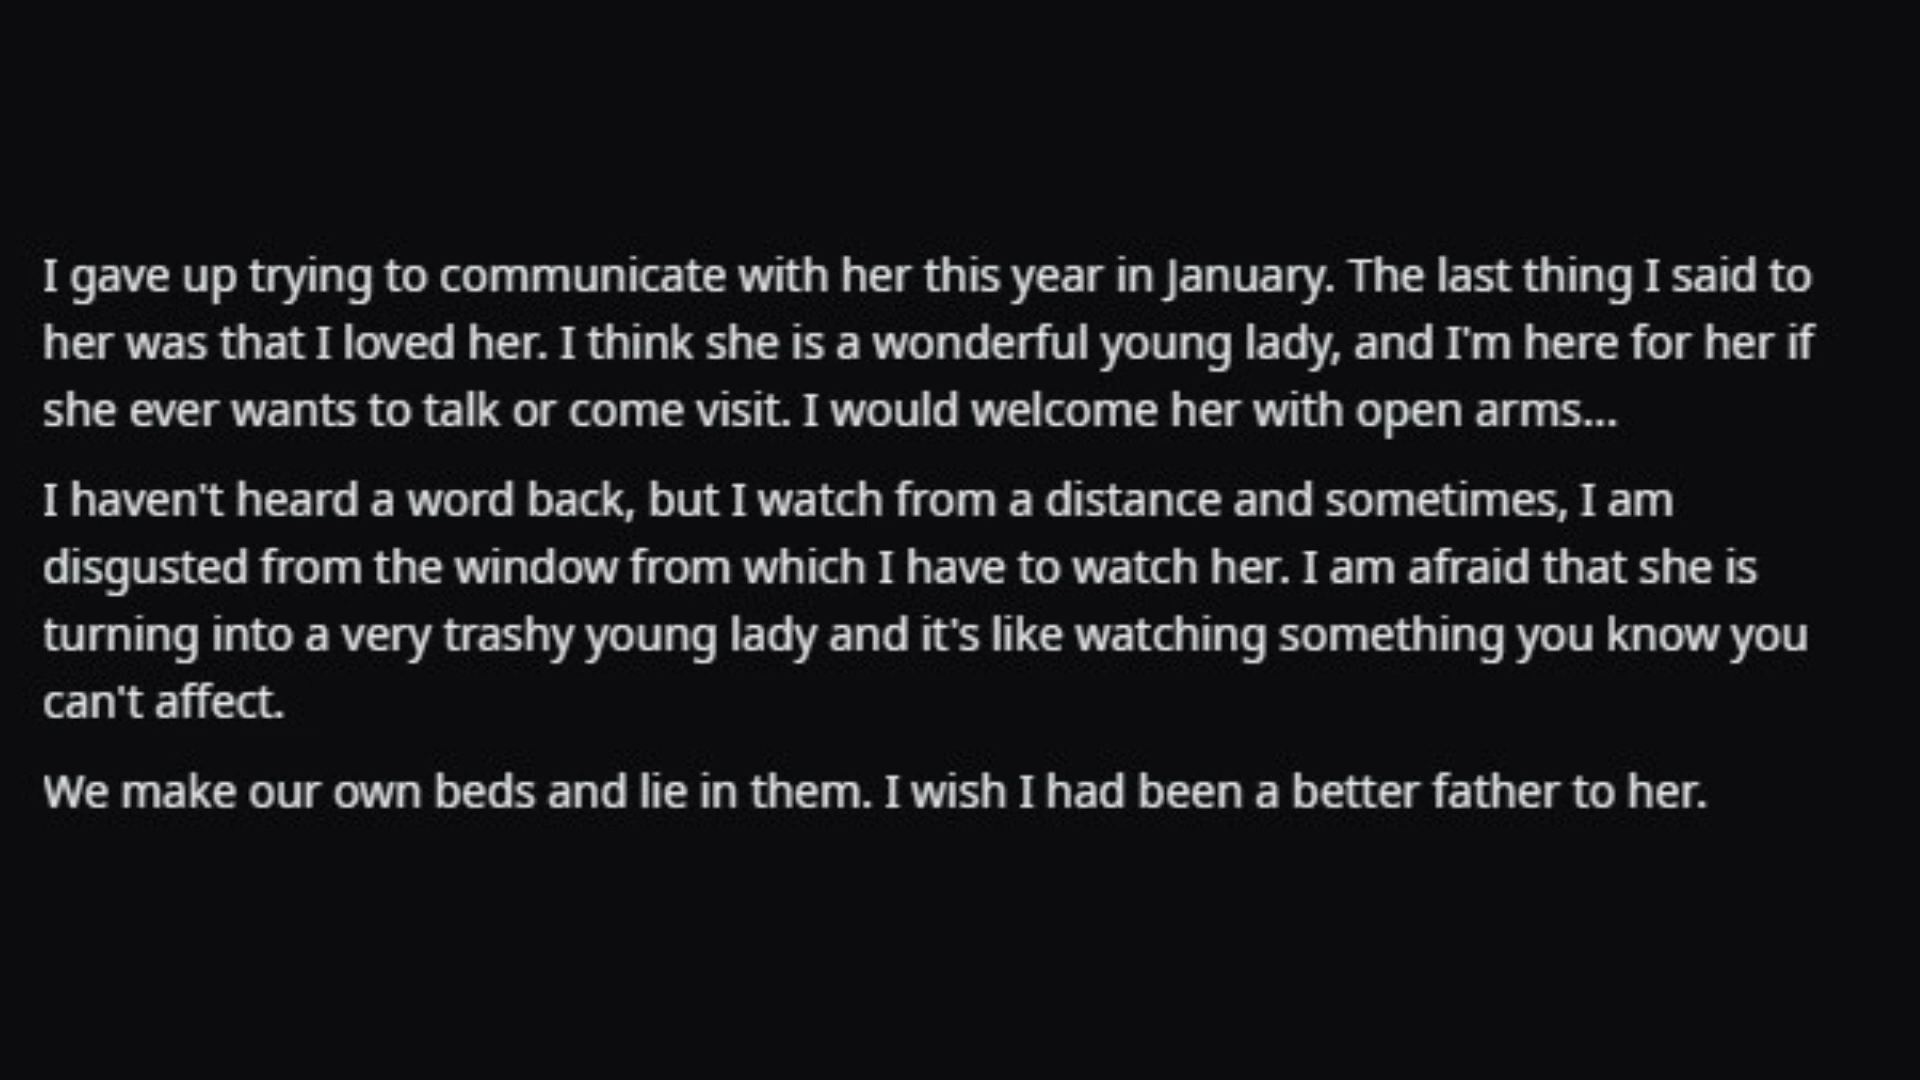 I gave up trying to communicate with her this year in January. The last thing I said to
her was that I loved her. I think she is a wonderful young lady, and I'm here for her if
she ever wants to talk or come visit. I would welcome her with open arms...
I haven't heard a word back, but I watch from a distance and sometimes, I am
disgusted from the window from which I have to watch her. I am afraid that she is
turning into a very trashy young lady and it's like watching something you know you
can't affect.
We make our own beds and lie in them. I wish I had been a better father to her.